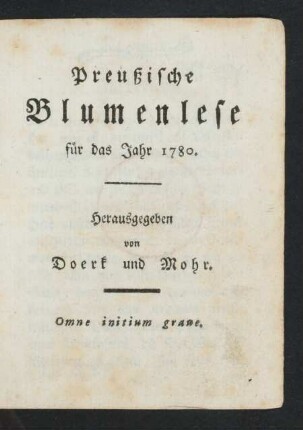 Preußische
Blumenlese
für das Jahr 1780.
Herausgegeben
von
Doerk und Mohr.
Omne initium grave.